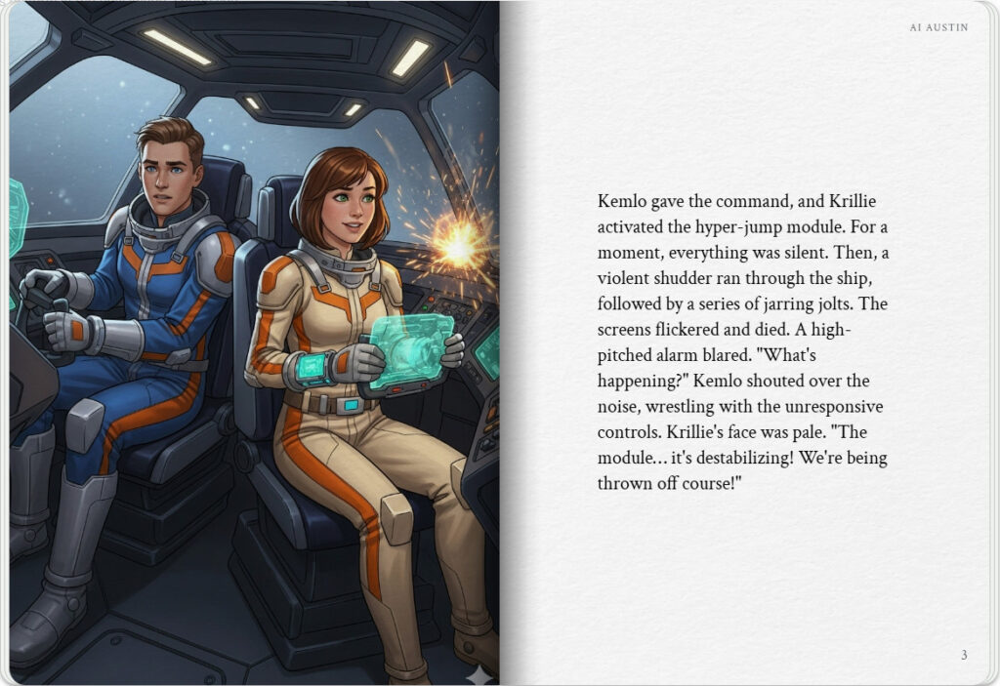 AI AUSTIN
Kemlo gave the command, and Krillie
activated the hyper-jump module. For a
moment, everything was silent. Then, a
violent shudder ran through the ship,
followed by a series of jarring jolts. The
screens flickered and died. A high-
pitched alarm blared. "What's
happening?" Kemlo shouted over the
noise, wrestling with the unresponsive
controls. Krillie's face was pale. "The
module… it's destabilizing! We're being
thrown off course!"
3